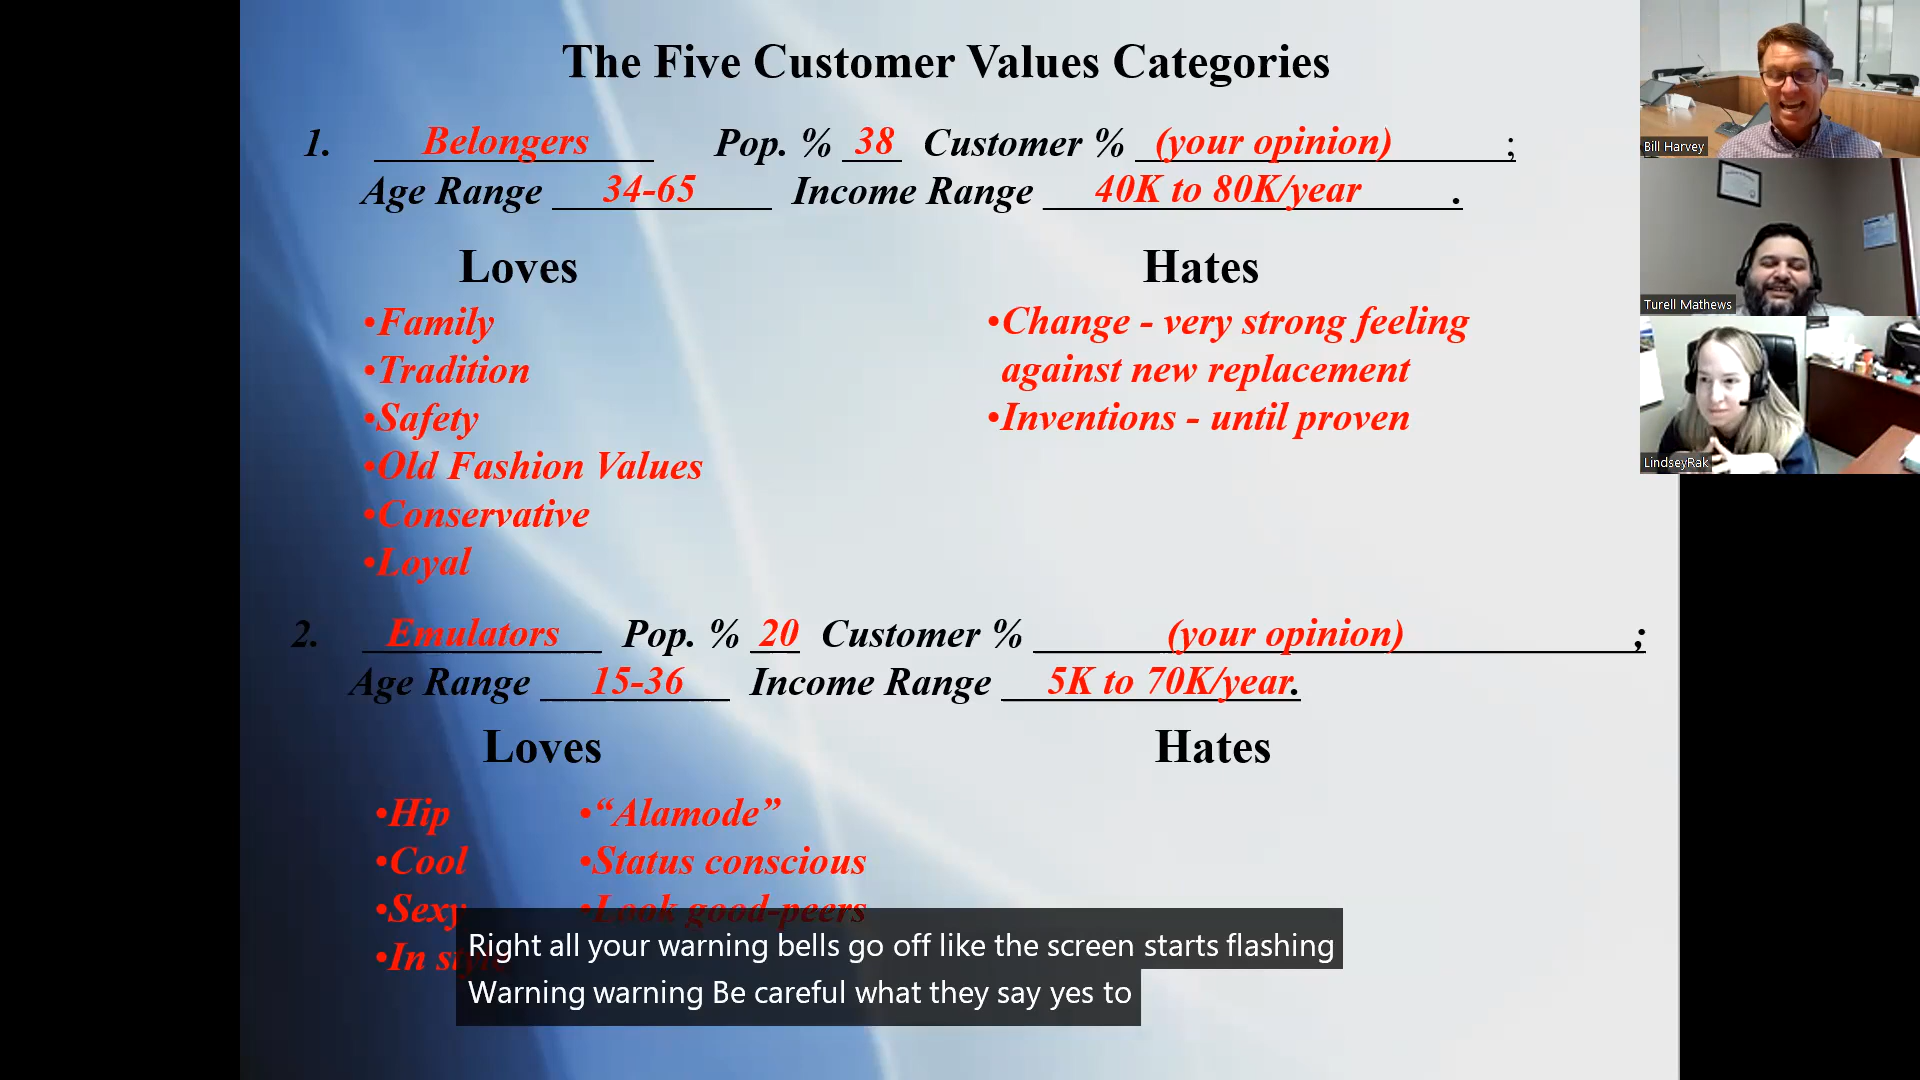 The Five Customer Values Categories
1. Belongers Pop. % 38 Customer % (your opinion) ;
Age Range 34-65 Income Range 40K to 80K/year .
Loves
•Family
•Tradition
•Safety
•Old Fashion Values
•Conservative
•Loyal
Hates
•Change - very strong feeling
against new replacement
•Inventions - until proven
2. Emulators Pop. % 20 Customer % (your opinion) ;
Age Range 15-36 Income Range 5K to 70K/year.
Loves
•Hip
•Cool
•Sexy
•In style
•“Alamode”
•Status conscious
•Look good-peers
Hates
Right all your warning bells go off like the screen starts flashing
Warning warning Be careful what they say yes to
Bill Harvey
Turell Mathews
LindseyRak